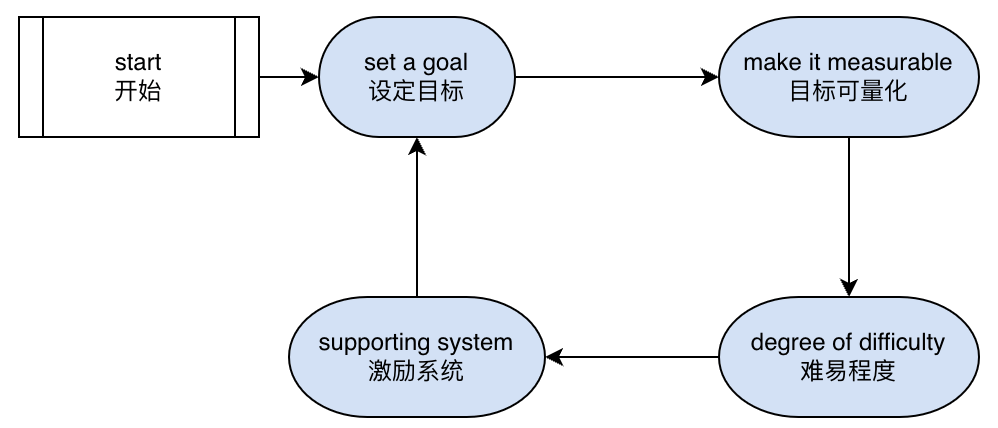 start
开始
set a goal
设定目标
make it measurable
目标可量化
supporting system
激励系统
degree of difficulty
难易程度